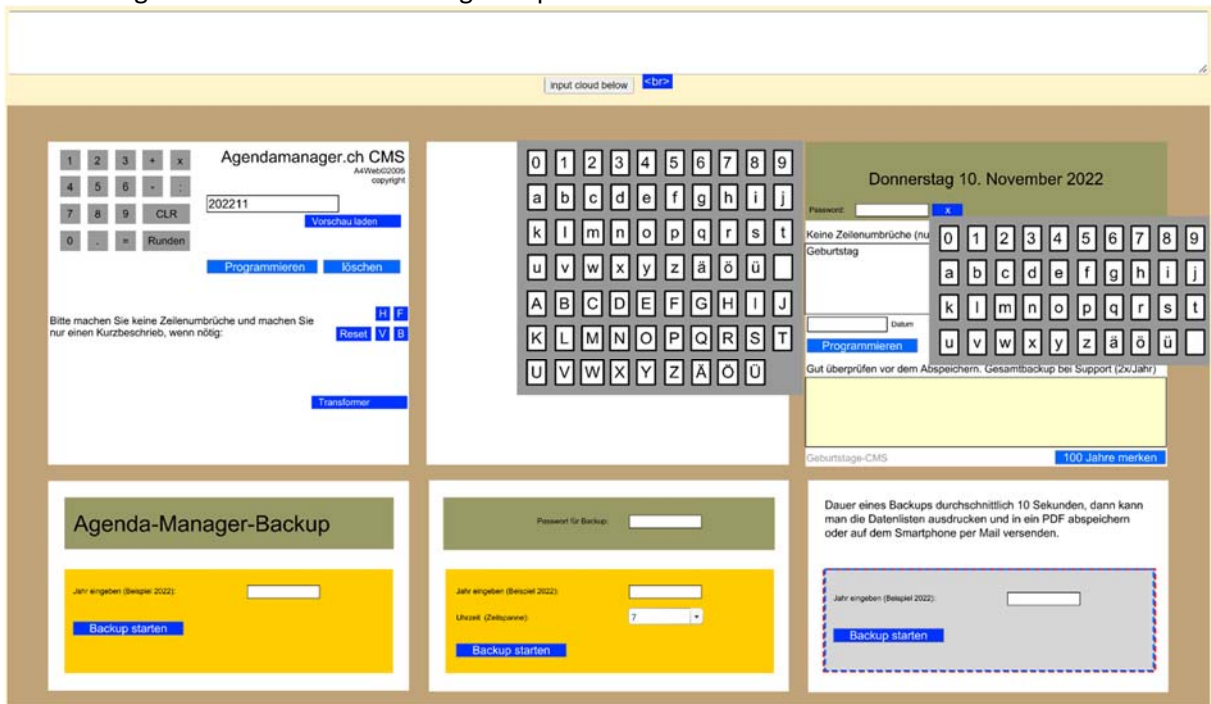 input cloud below <br>
1 2 3 + x
4 5 6 - :
7 8 9 CLR
0 . = Runden
Agendamanager.ch CMS
A4Web©2005
copyright
202211
Vorschau laden
Programmieren löschen
Bitte machen Sie keine Zeilenumbrüche und machen Sie
nur einen Kurzbeschrieb, wenn nötig:
H F
Reset V B
Transformer
0 1 2 3 4 5 6 7 8 9
a b c d e f g h i j
k l m n o p q r s t
u v w x y z ä ö ü
A B C D E F G H I J
K L M N O P Q R S T
U V W X Y Z Ä Ö Ü
Donnerstag 10. November 2022
Password: x
Keine Zeilenumbrüche (nu
Geburtstag
0 1 2 3 4 5 6 7 8 9
a b c d e f g h i j
k l m n o p q r s t
u v w x y z ä ö ü
Datum
Programmieren
Gut überprüfen vor dem Abspeichern. Gesamtbackup bei Support (2x/Jahr)
Geburtstage-CMS 100 Jahre merken
Agenda-Manager-Backup
Jahr eingeben (Beispiel 2022):
Backup starten
Passwort für Backup:
Jahr eingeben (Beispiel 2022):
Uhrzeit (Zeitspanne): 7
Backup starten
Dauer eines Backups durchschnittlich 10 Sekunden, dann kann
man die Datenlisten ausdrucken und in ein PDF abspeichern
oder auf dem Smartphone per Mail versenden.
Jahr eingeben (Beispiel 2022):
Backup starten